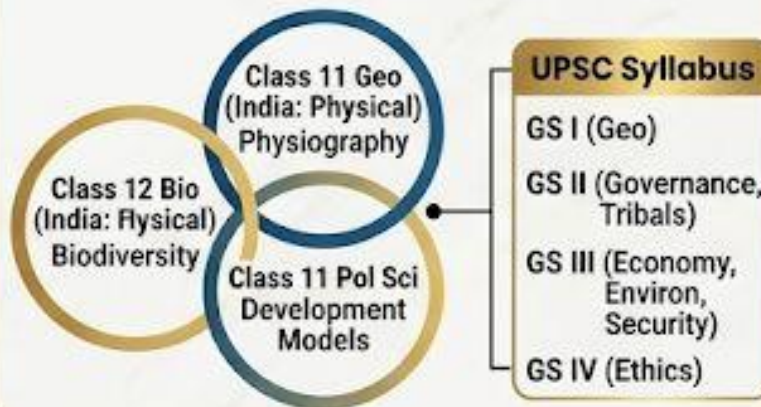 Class 11 Geo
(India: Physical)
Physiography
Class 12 Bio
(India: Flysical)
Biodiversity
Class 11 Pol Sci
Development
Models
UPSC Syllabus
GS I (Geo)
GS II (Governance,
Tribals)
GS III (Economy,
Environ,
Security)
GS IV (Ethics)